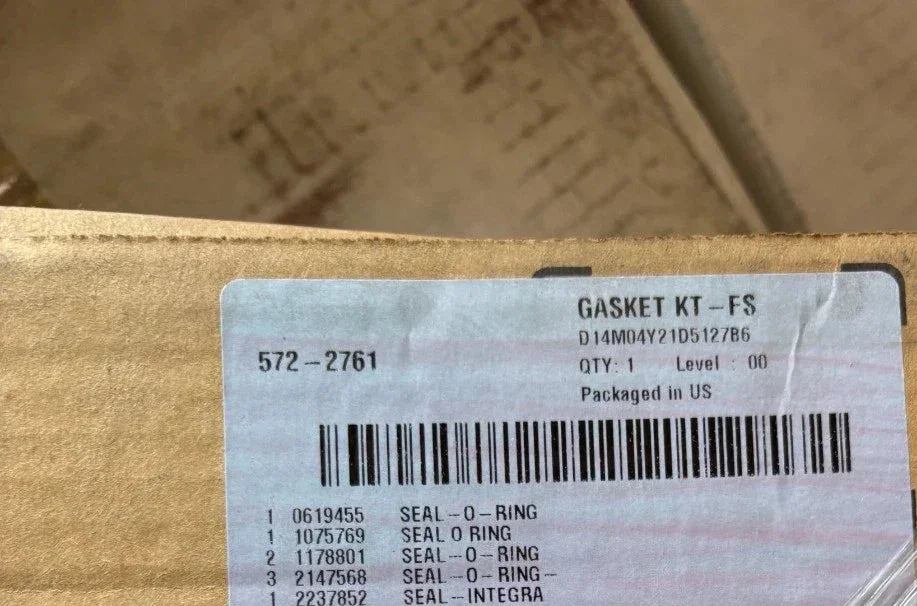 GASKET KT-FS
D14M04Y21D5127B6
572-2761
QTY: 1 Level : 00
Packaged in US
1 0619455 SEAL-O-RING
1 1075769 SEAL O RING
2 1178801 SEAL-O-RING
3 2147568 SEAL-O-RING-
1 2237852 SEAL-INTEGRA